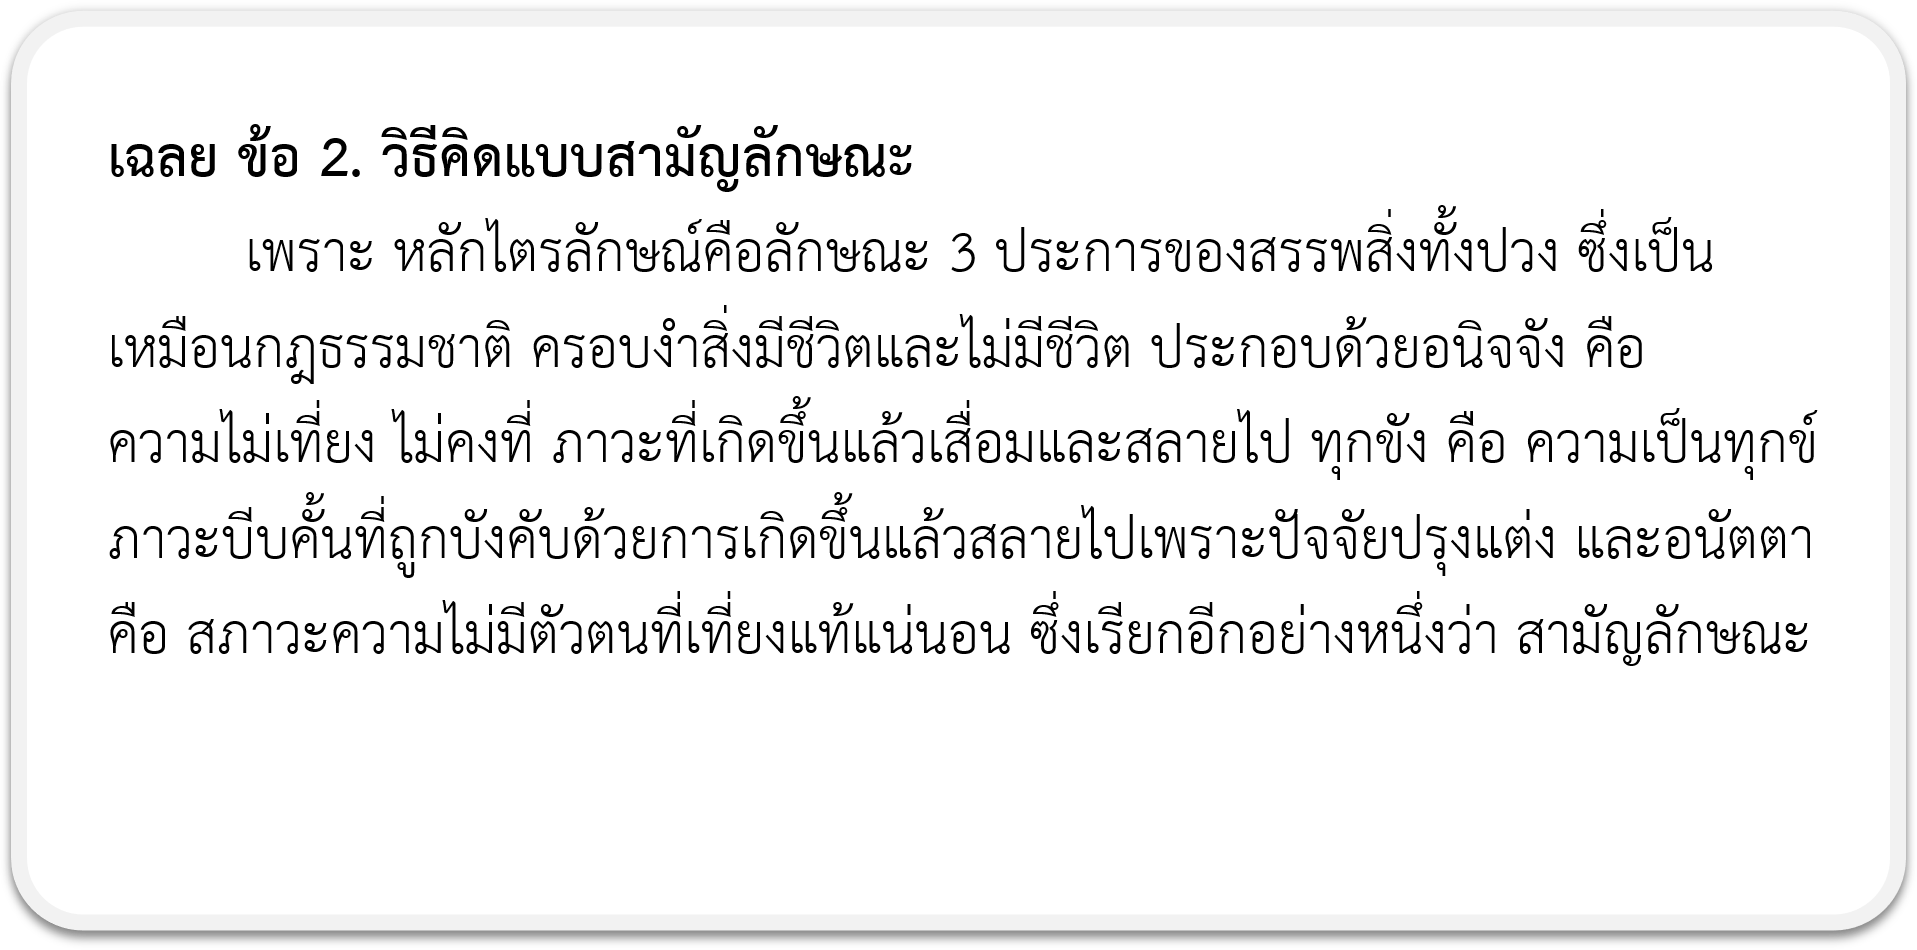 เฉลย ข้อ 2. วิธีคิดแบบสามัญลักษณะ
เพราะ หลักไตรลักษณ์คือลักษณะ 3 ประการของสรรพสิ่งทั้งปวง ซึ่งเป็น
เหมือนกฎธรรมชาติ ครอบงำสิ่งมีชีวิตและไม่มีชีวิต ประกอบด้วยอนิจจัง คือ
ความไม่เที่ยง ไม่คงที่ ภาวะที่เกิดขึ้นแล้วเสื่อมและสลายไป ทุกขัง คือ ความเป็นทุกข์
ภาวะบีบคั้นที่ถูกบังคับด้วยการเกิดขึ้นแล้วสลายไปเพราะปัจจัยปรุงแต่ง และอนัตตา
คือ สภาวะความไม่มีตัวตนที่เที่ยงแท้แน่นอน ซึ่งเรียกอีกอย่างหนึ่งว่า สามัญลักษณะ